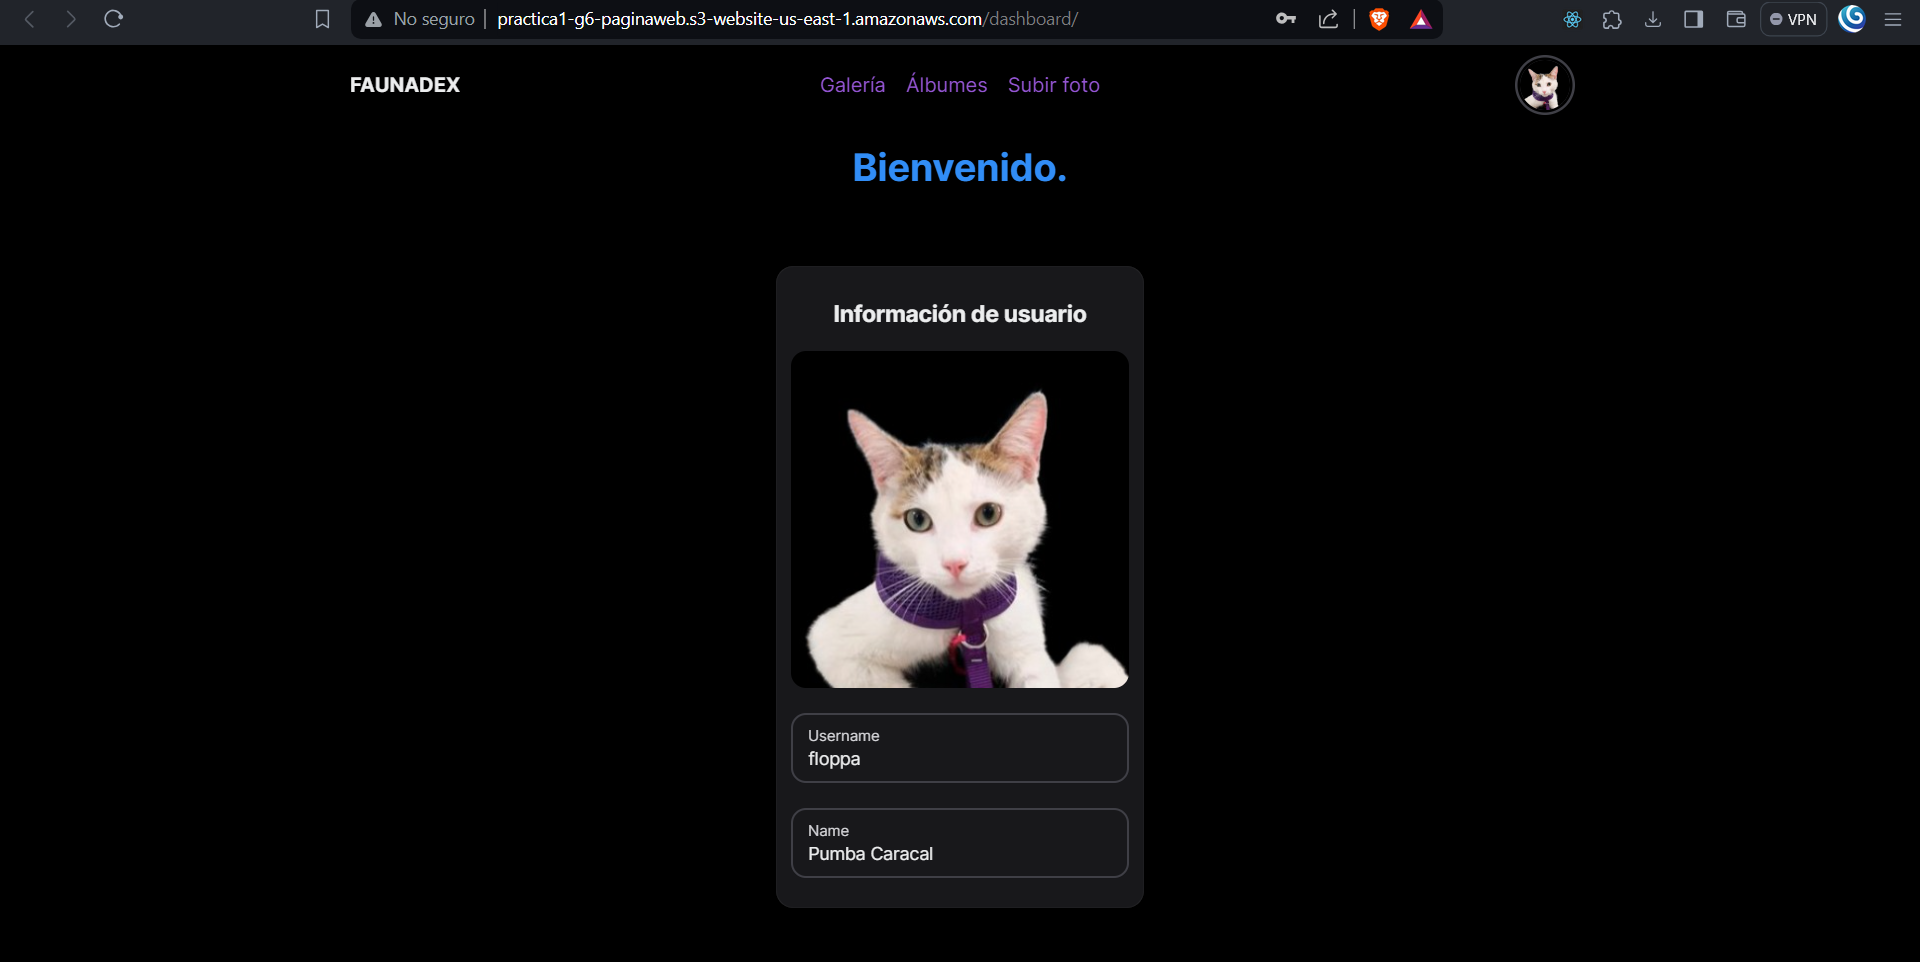 No seguro | practica1-g6-paginaweb.s3-website-us-east-1.amazonaws.com/dashboard/
VPN
FAUNADEX
Galería Álbumes Subir foto
Bienvenido.
Información de usuario
Username
floppa
Name
Pumba Caracal